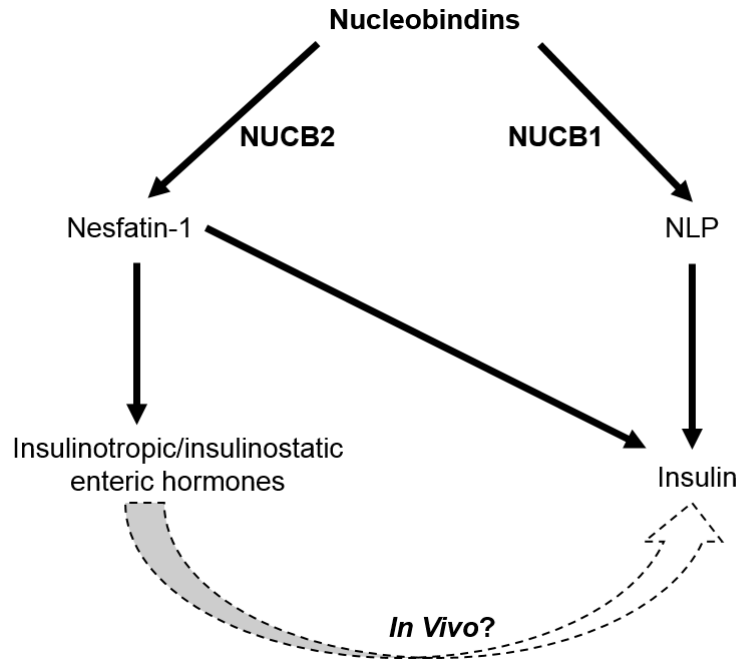 Nucleobindins
NUCB2
NUCB1
Nesfatin-1
NLP
Insulinotropic/insulinostatic
enteric hormones
Insulin
In Vivo?